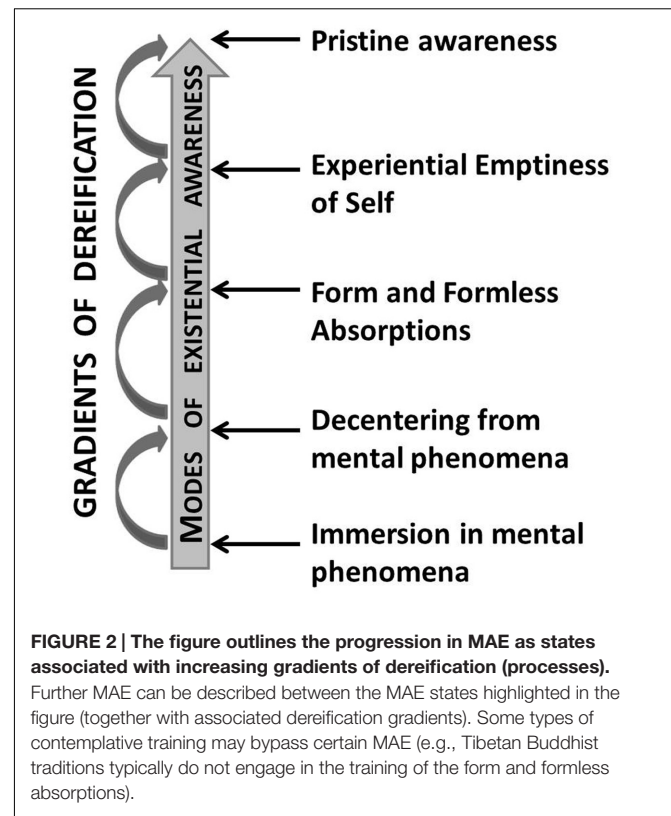 GRADIENTS OF DEREIFICATION
MODES OF EXISTENTIAL AWARENESS
Pristine awareness
Experiential Emptiness
of Self
Form and Formless
Absorptions
Decentering from
mental phenomena
Immersion in mental
phenomena
FIGURE 2 | The figure outlines the progression in MAE as states
associated with increasing gradients of dereification (processes).
Further MAE can be described between the MAE states highlighted in the
figure (together with associated dereification gradients). Some types of
contemplative training may bypass certain MAE (e.g., Tibetan Buddhist
traditions typically do not engage in the training of the form and formless
absorptions).